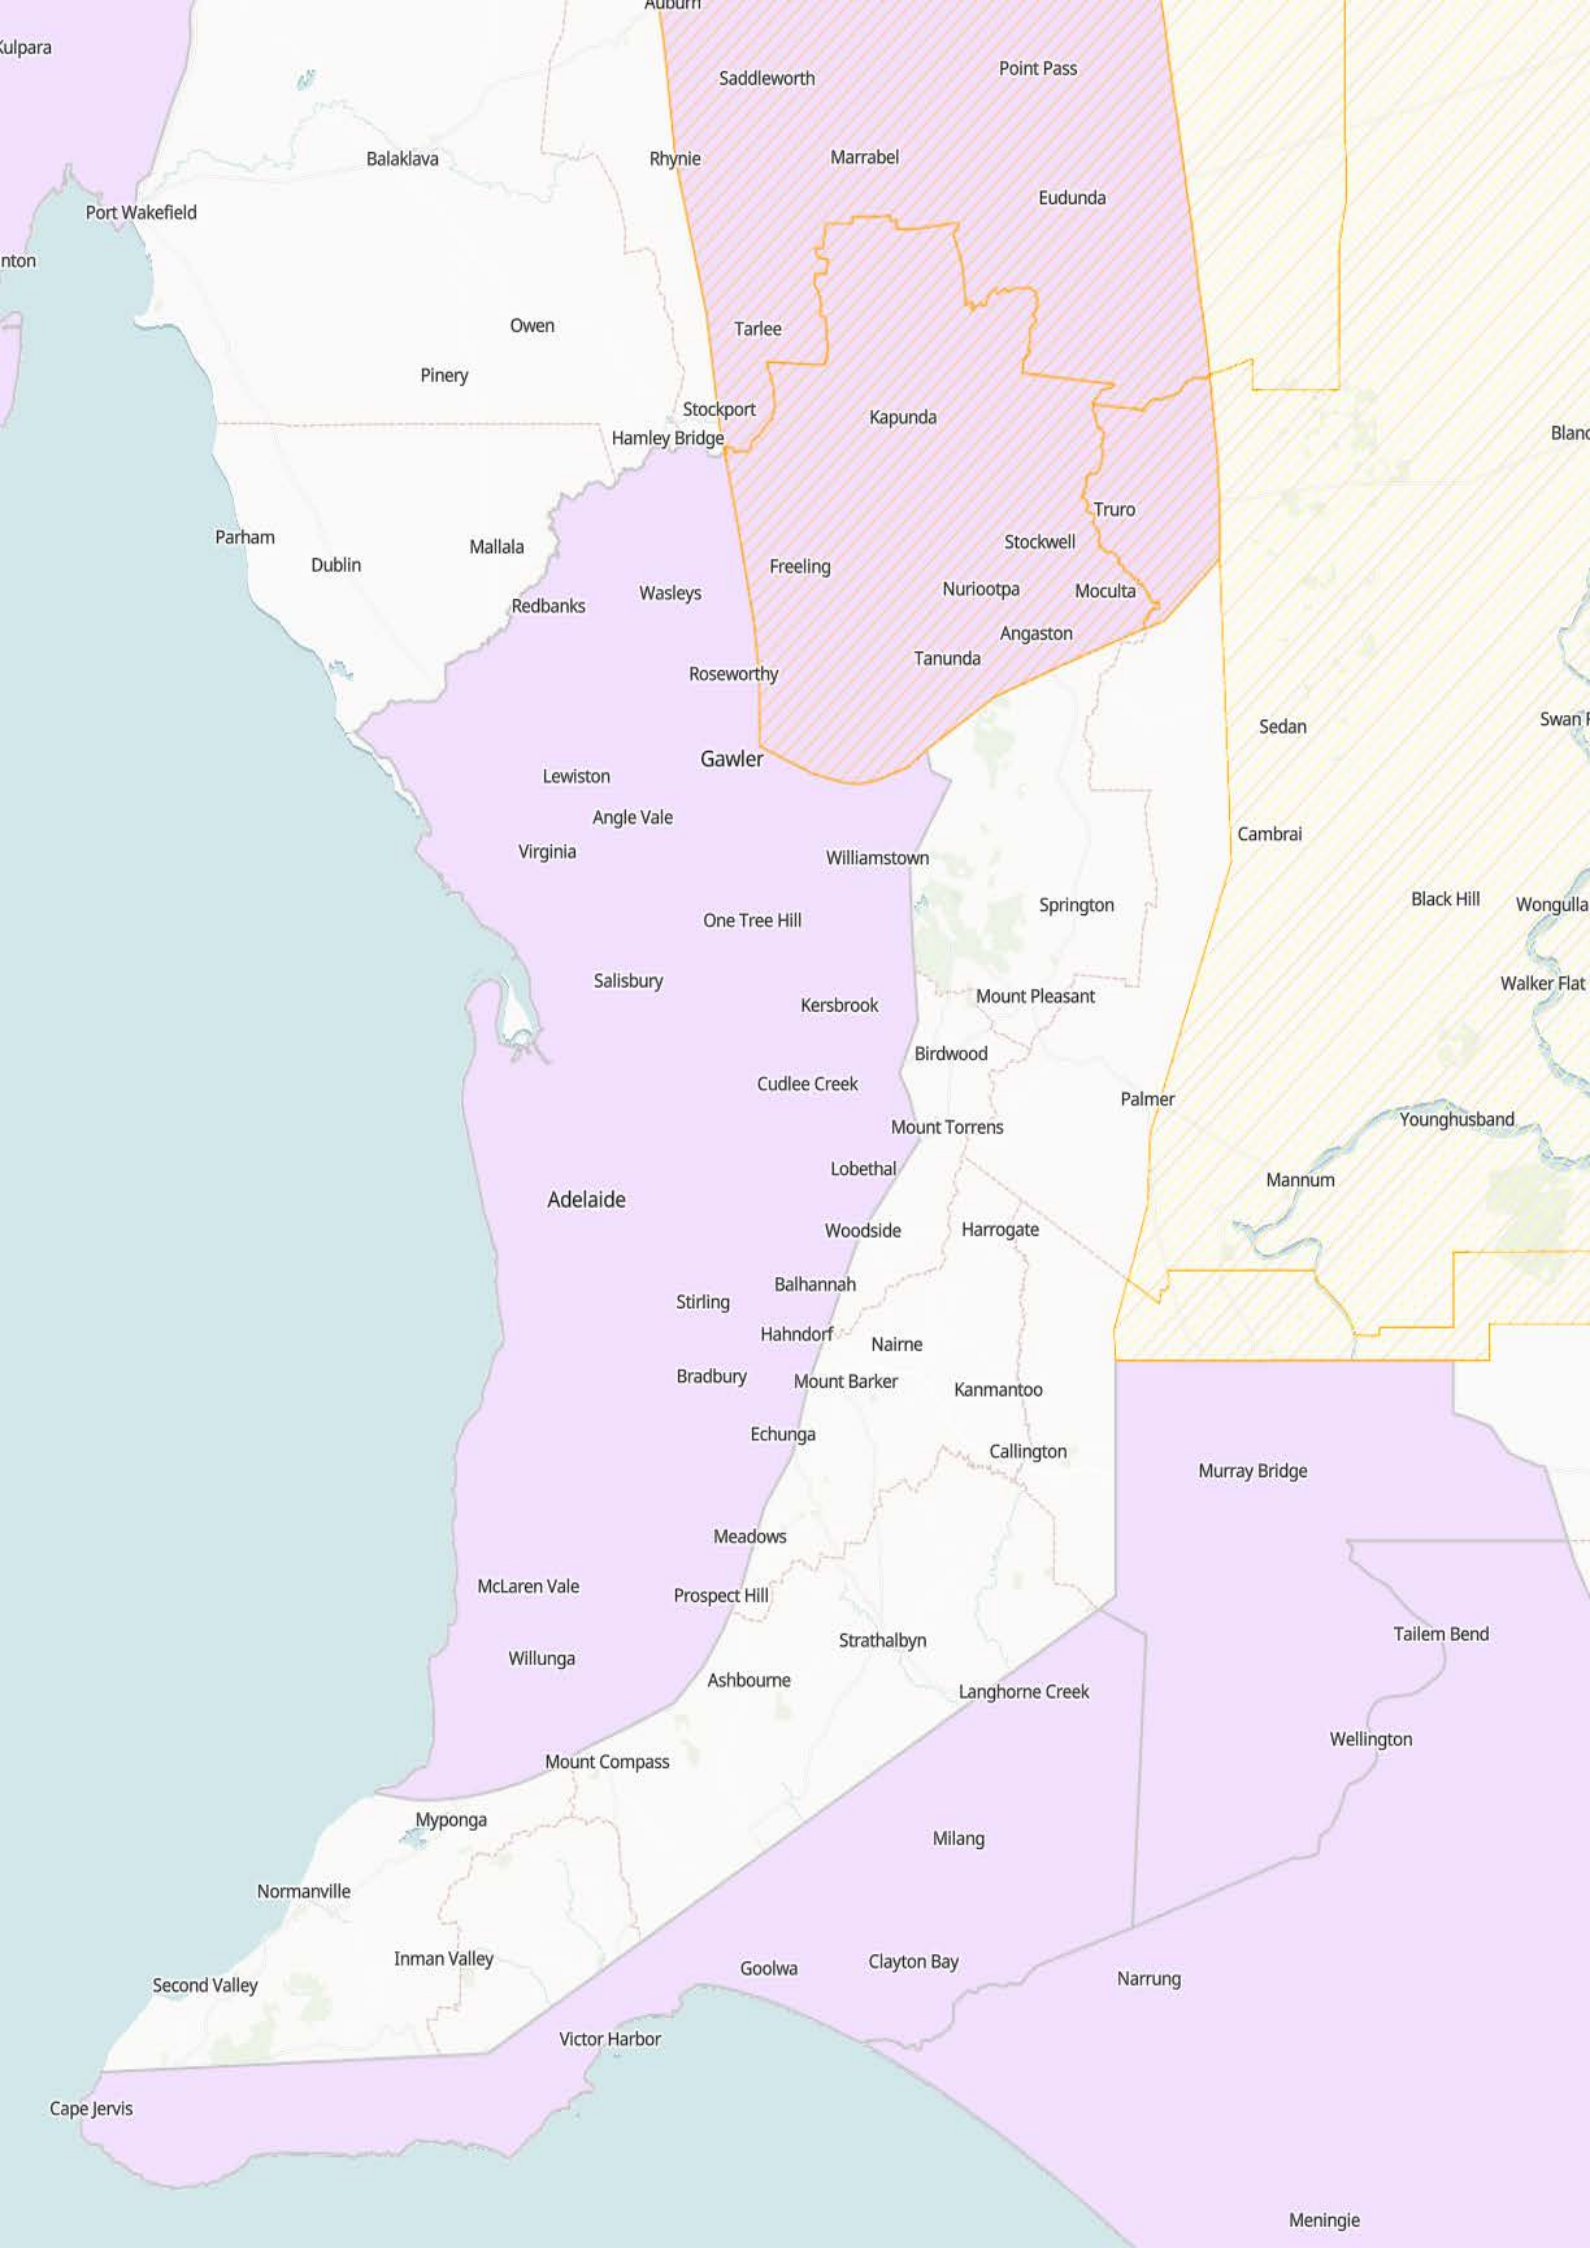 Auburn
Kulpara
Saddleworth
Point Pass
Balaklava
Rhynie
Marrabel
Eudunda
Port Wakefield
nton
Owen
Tarlee
Pinery
Stockport
Kapunda
Hamley Bridge
Blanc
Truro
Parham
Mallala
Stockwell
Dublin
Freeling
Redbanks
Wasleys
Nuriootpa
Moculta
Angaston
Tanunda
Roseworthy
Swan R
Sedan
Gawler
Lewiston
Angle Vale
Cambrai
Virginia
Williamstown
Black Hill
Wongulla
Springton
One Tree Hill
Salisbury
Walker Flat
Kersbrook
Mount Pleasant
Birdwood
Cudlee Creek
Palmer
Mount Torrens
Younghusband
Lobethal
Mannum
Adelaide
Woodside
Harrogate
Balhannah
Stirling
Hahndorf
Nairne
Bradbury
Mount Barker
Kanmantoo
Echunga
Callington
Murray Bridge
Meadows
McLaren Vale
Prospect Hill
Tailem Bend
Strathalbyn
Willunga
Ashbourne
Langhorne Creek
Wellington
Mount Compass
Myponga
Milang
Normanville
Inman Valley
Goolwa
Clayton Bay
Second Valley
Narrung
Victor Harbor
Cape Jervis
Meningie